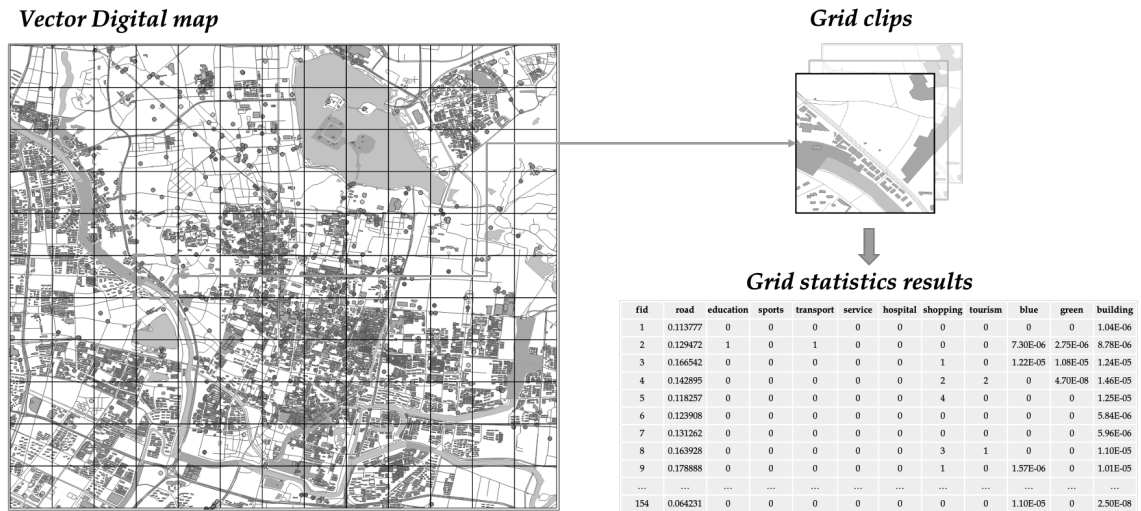 Vector Digital map
Grid clips
Grid statistics results
fid road education sports transport service hospital shopping tourism blue green building
1 0.113777 0 0 0 0 0 0 0 0 0 1.04E-06
2 0.129472 1 0 1 0 0 0 0 7.30E-06 2.75E-06 8.78E-06
3 0.166542 0 0 0 0 0 1 0 1.22E-05 1.08E-05 1.24E-05
4 0.142895 0 0 0 0 0 2 2 0 4.70E-08 1.46E-05
5 0.118257 0 0 0 0 0 4 0 0 0 1.25E-05
6 0.123908 0 0 0 0 0 0 0 0 0 5.84E-06
7 0.131262 0 0 0 0 0 0 0 0 0 5.96E-06
8 0.163928 0 0 0 0 0 3 1 0 0 1.10E-05
9 0.178888 0 0 0 0 0 1 0 1.57E-06 0 1.01E-05
... ... ... ... ... ... ... ... ... ... ... ...
154 0.064231 0 0 0 0 0 0 0 1.10E-05 0 2.50E-08